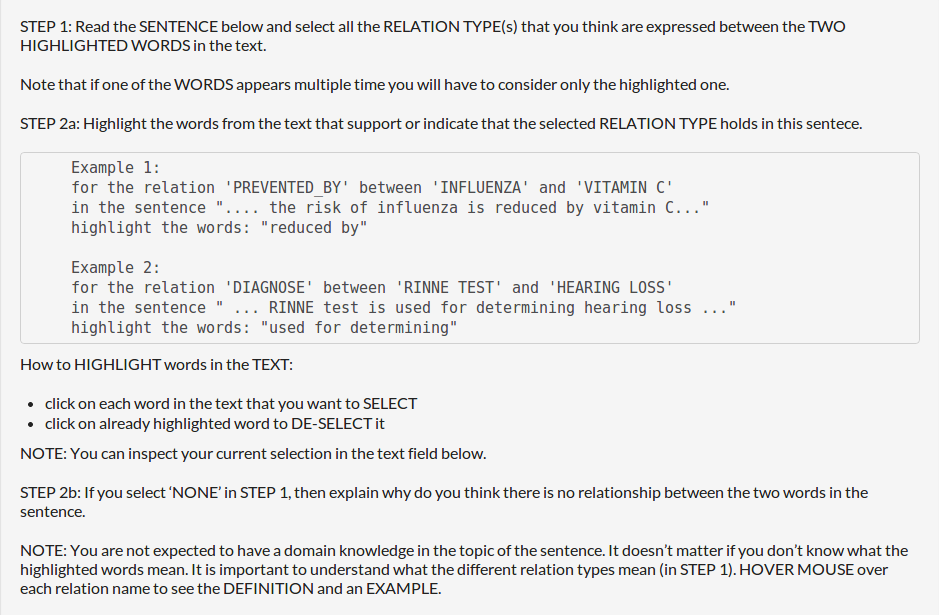 STEP 1: Read the SENTENCE below and select all the RELATION TYPE(s) that you think are expressed between the TWO
HIGHLIGHTED WORDS in the text.
Note that if one of the WORDS appears multiple time you will have to consider only the highlighted one.
STEP 2a: Highlight the words from the text that support or indicate that the selected RELATION TYPE holds in this sentece.
Example 1:
for the relation 'PREVENTED_BY' between 'INFLUENZA' and 'VITAMIN C'
in the sentence ".... the risk of influenza is reduced by vitamin C..."
highlight the words: "reduced by"
Example 2:
for the relation 'DIAGNOSE' between 'RINNE TEST' and 'HEARING LOSS'
in the sentence " ... RINNE test is used for determining hearing loss ..."
highlight the words: "used for determining"
How to HIGHLIGHT words in the TEXT:
• click on each word in the text that you want to SELECT
• click on already highlighted word to DE-SELECT it
NOTE: You can inspect your current selection in the text field below.
STEP 2b: If you select ‘NONE’ in STEP 1, then explain why do you think there is no relationship between the two words in the
sentence.
NOTE: You are not expected to have a domain knowledge in the topic of the sentence. It doesn’t matter if you don’t know what the
highlighted words mean. It is important to understand what the different relation types mean (in STEP 1). HOVER MOUSE over
each relation name to see the DEFINITION and an EXAMPLE.